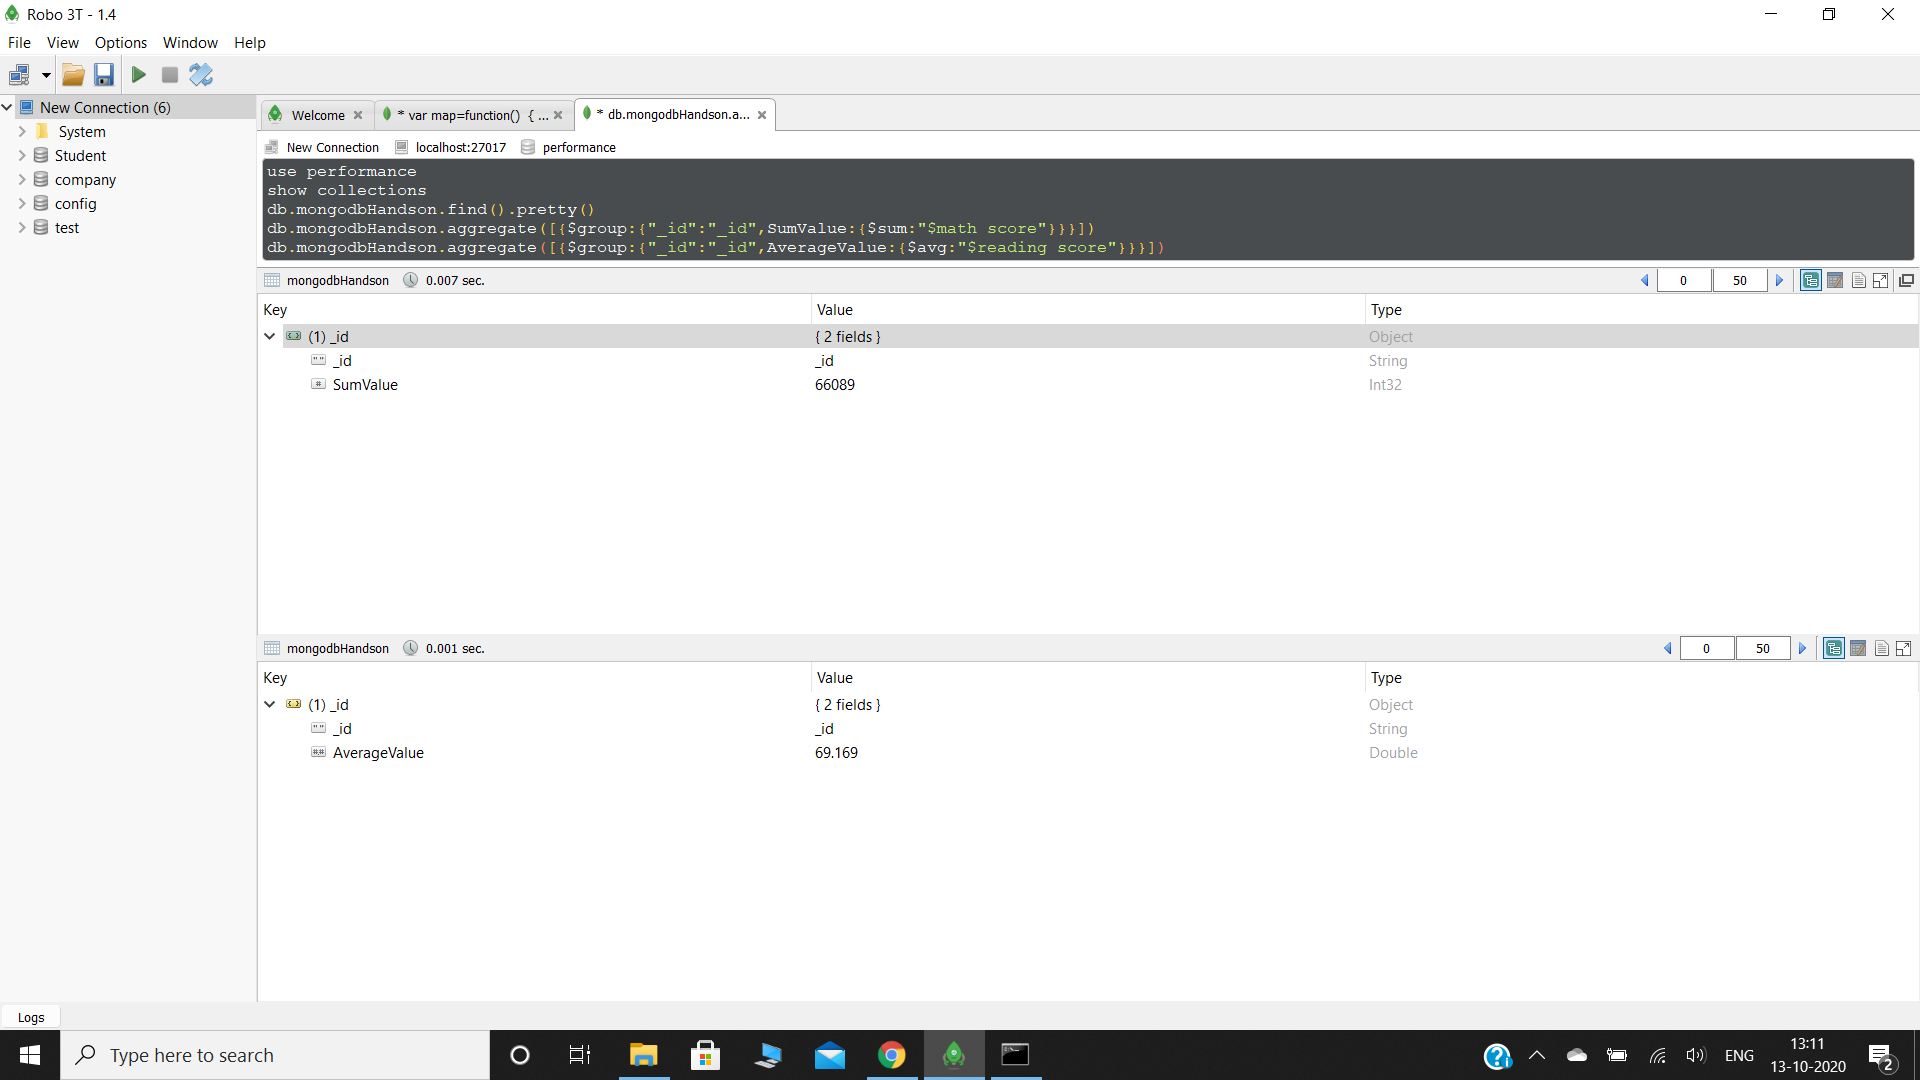 Robo 3T - 1.4
File View Options Window Help
New Connection (6)
System
Student
company
config
test
Welcome
* var map=function() { ...
* db.mongodbHandson.a...
New Connection localhost:27017 performance
use performance
show collections
db.mongodbHandson.find().pretty()
db.mongodbHandson.aggregate([{$group:{"_id":"_id",SumValue:{$sum:"$math score"}}}])
db.mongodbHandson.aggregate([{$group:{"_id":"_id",AverageValue:{$avg:"$reading score"}}}])
mongodbHandson 0.007 sec. 0 50
Key Value Type
(1) _id { 2 fields } Object
_id _id String
SumValue 66089 Int32
mongodbHandson 0.001 sec. 0 50
Key Value Type
(1) _id { 2 fields } Object
_id _id String
AverageValue 69.169 Double
Logs
Type here to search
ENG
13:11
13-10-2020
2